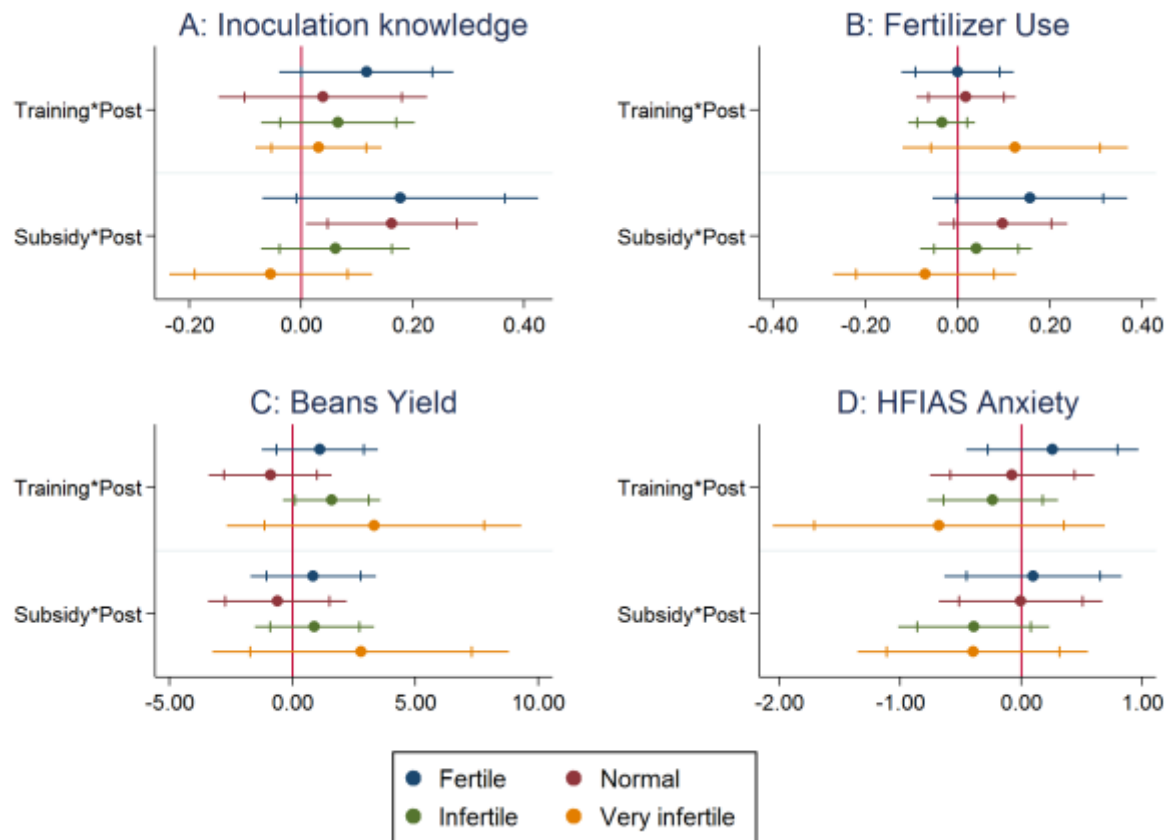 A: Inoculation knowledge
Training*Post
Subsidy*Post
-0.20 0.00 0.20 0.40
B: Fertilizer Use
Training*Post
Subsidy*Post
-0.40 -0.20 0.00 0.20 0.40
C: Beans Yield
Training*Post
Subsidy*Post
-5.00 0.00 5.00 10.00
D: HFIAS Anxiety
Training*Post
Subsidy*Post
-2.00 -1.00 0.00 1.00
Fertile Normal
Infertile Very infertile